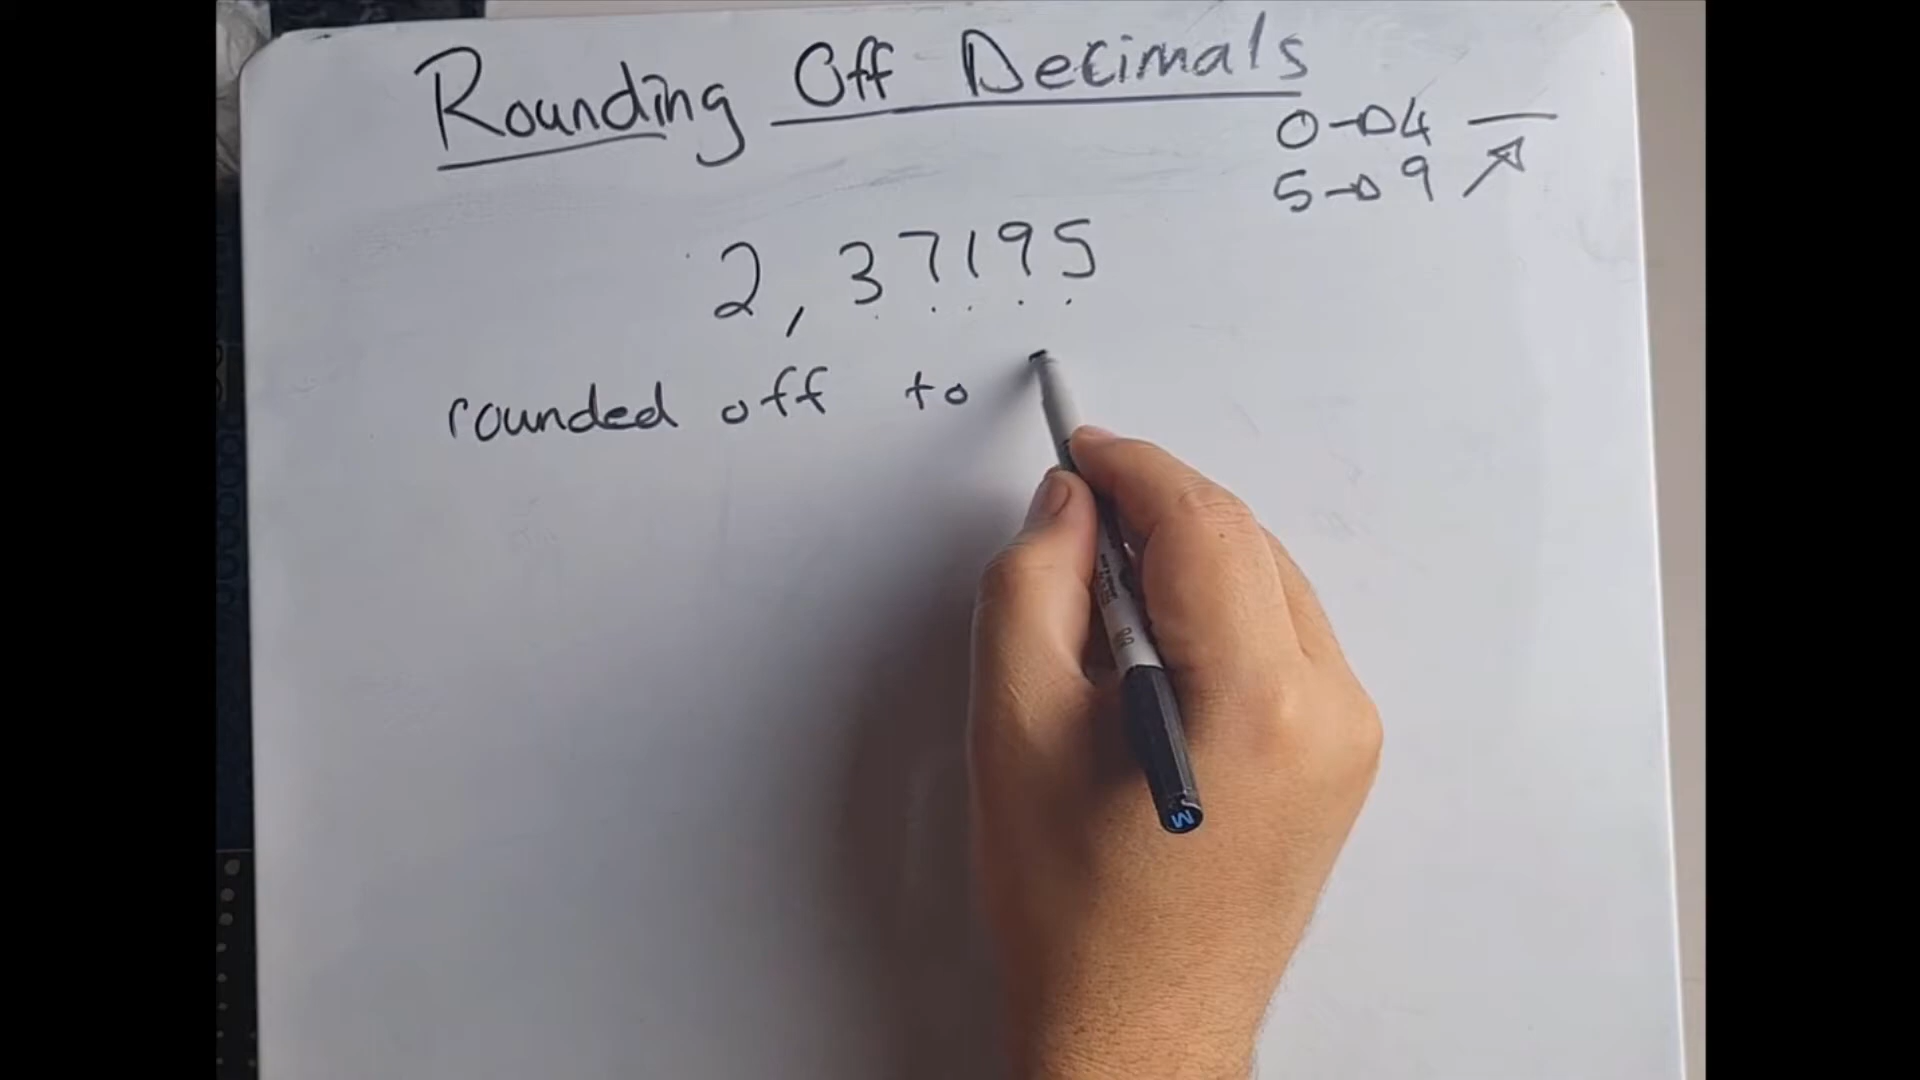 Rounding Off Decimals
0→4 —
5→9 ↗
2,37195
rounded off to
M